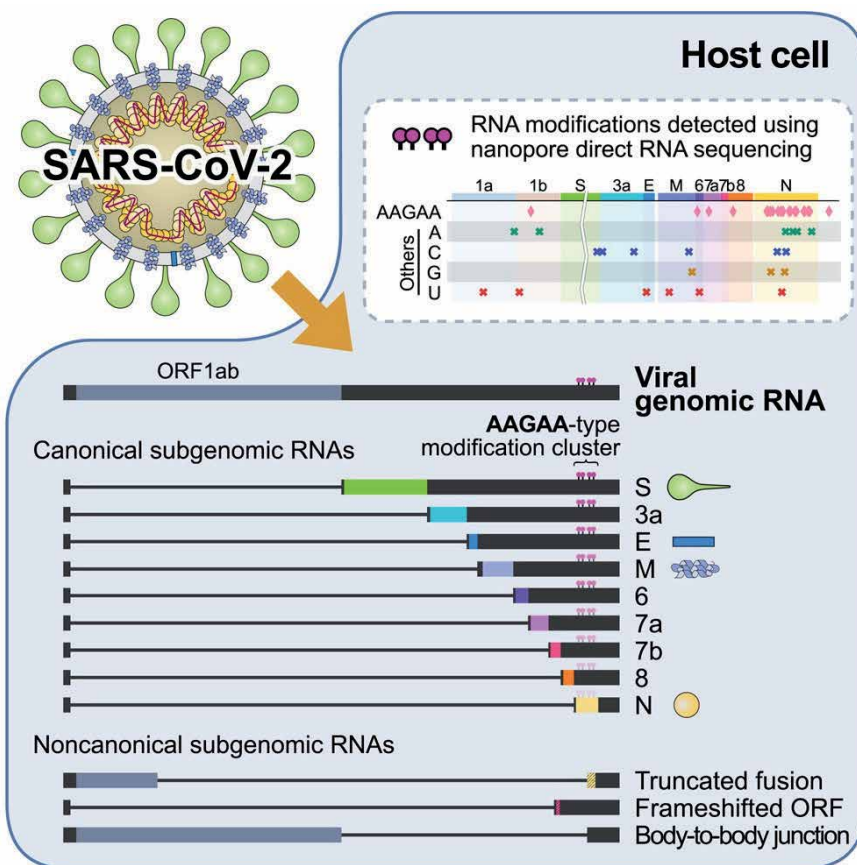 Host cell
SARS-CoV-2
RNA modifications detected using
nanopore direct RNA sequencing
1a 1b S 3a E M 6 7a 7b 8 N
AAGAA
Others
A
C
G
U
ORF1ab
Viral
genomic RNA
AAGAA-type
modification cluster
Canonical subgenomic RNAs
S
3a
E
M
6
7a
7b
8
N
Noncanonical subgenomic RNAs
Truncated fusion
Frameshifted ORF
Body-to-body junction